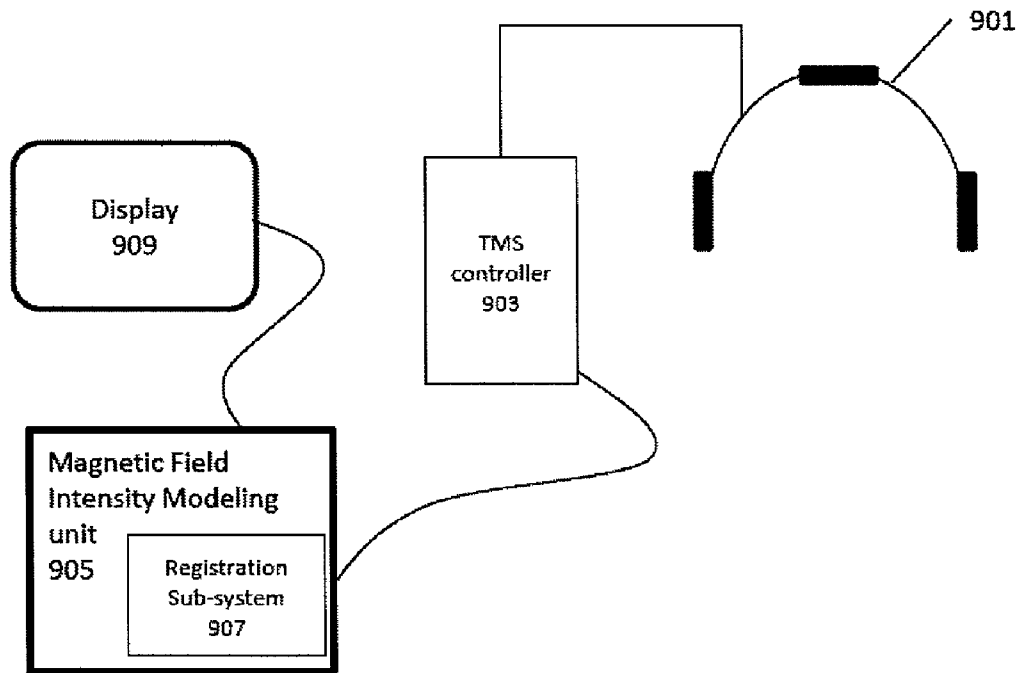 901
Display
909
TMS
controller
903
Magnetic Field
Intensity Modeling
unit
905
Registration
Sub-system
907